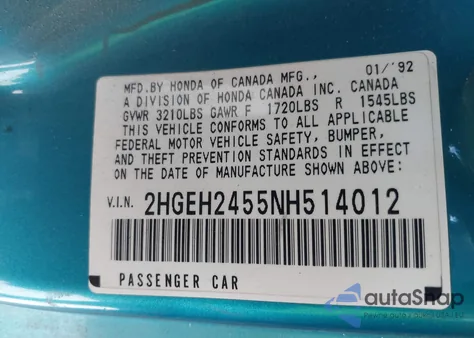 MFD.BY HONDA OF CANADA MFG., 01/'92
A DIVISION OF HONDA CANADA INC. CANADA
GVWR 3210LBS GAWR F 1720LBS R 1545LBS
THIS VEHICLE CONFORMS TO ALL APPLICABLE
FEDERAL MOTOR VEHICLE SAFETY, BUMPER,
AND THEFT PREVENTION STANDARDS IN EFFECT
ON THE DATE OF MANUFACTURE SHOWN ABOVE:
V.I.N. 2HGEH2455NH514012
PASSENGER CAR
autaShap